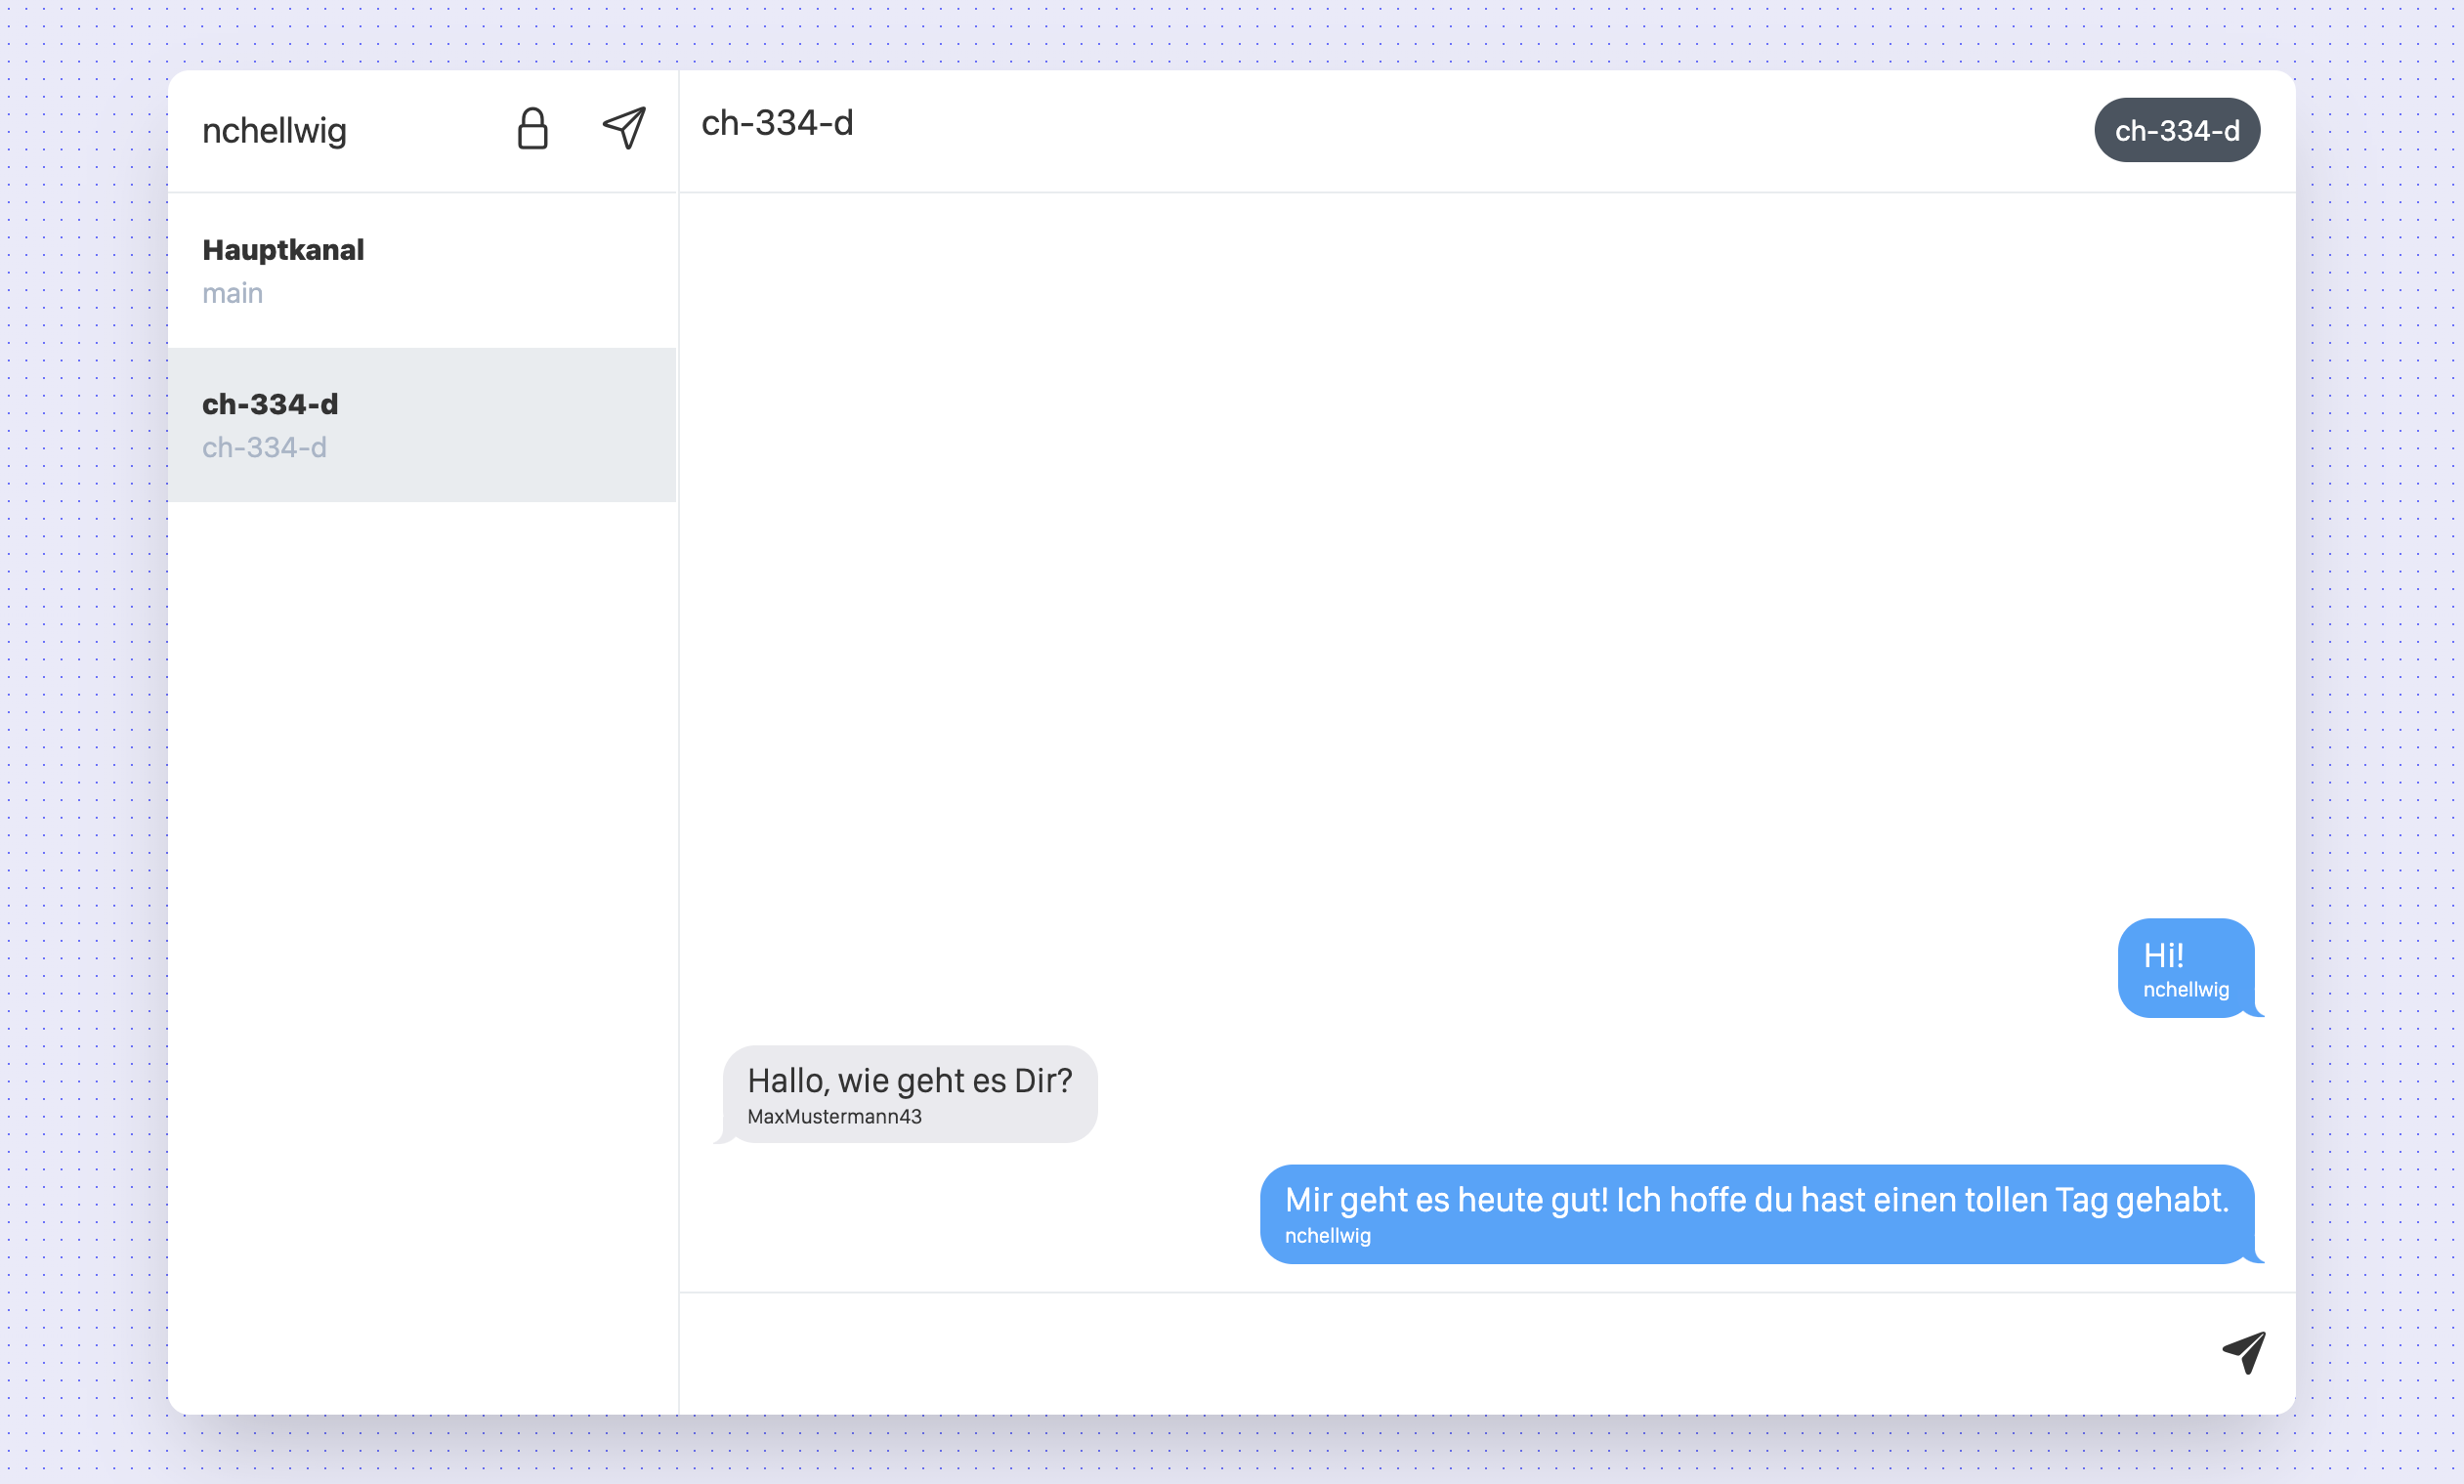 nchellwig
ch-334-d
ch-334-d
Hauptkanal
main
ch-334-d
ch-334-d
Hi!
nchellwig
Hallo, wie geht es Dir?
MaxMustermann43
Mir geht es heute gut! Ich hoffe du hast einen tollen Tag gehabt.
nchellwig